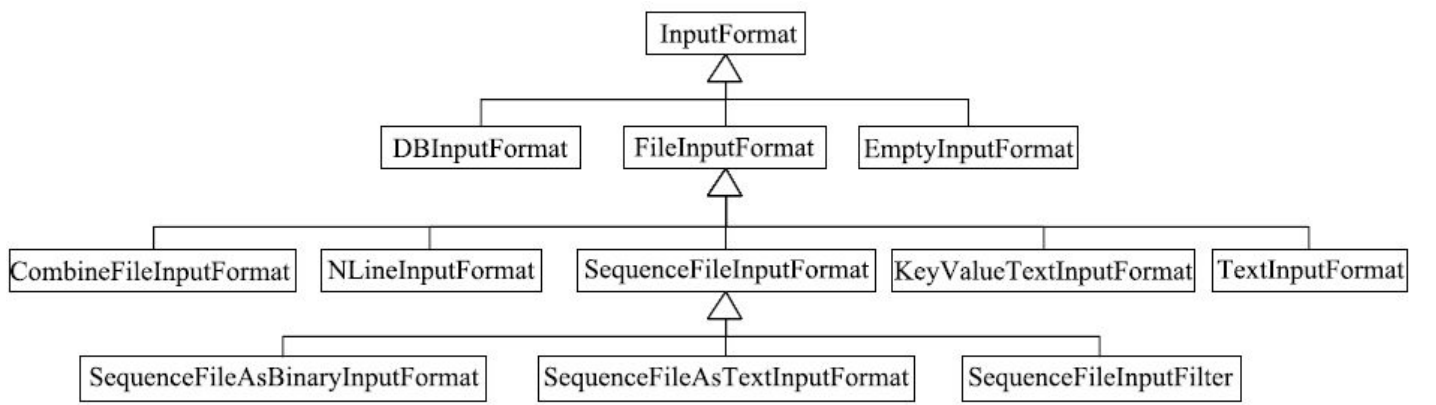 InputFormat
DBInputFormat
FileInputFormat
EmptyInputFormat
CombineFileInputFormat
NLineInputFormat
SequenceFileInputFormat
KeyValueTextInputFormat
TextInputFormat
SequenceFileAsBinaryInputFormat
SequenceFileAsTextInputFormat
SequenceFileInputFilter